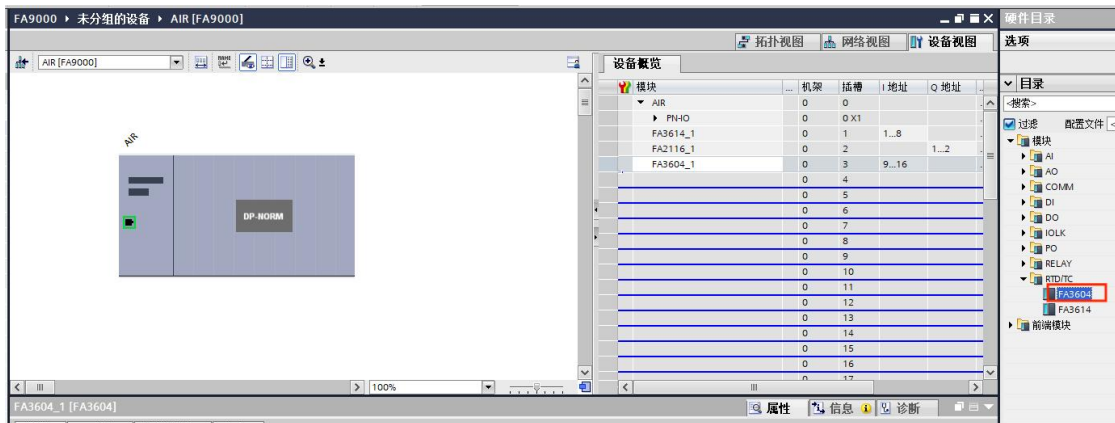 FA9000 ▸ 未分组的设备 ▸ AIR [FA9000]
硬件目录
拓扑视图 网络视图 设备视图
选项
AIR [FA9000]
设备概览
模块 ... 机架 插槽 I 地址 Q 地址
AIR 0 0
PN-IO 0 0 X1
FA3614_1 0 1 1...8
FA2116_1 0 2 1...2
FA3604_1 0 3 9...16
0 4
0 5
0 6
0 7
0 8
0 9
0 10
0 11
0 12
0 13
0 14
0 15
0 16
0 17
AIR
DP-NORM
100%
目录
<搜索>
过滤 配置文件
模块
AI
AO
COMM
DI
DO
IOLK
PO
RELAY
RTD/TC
FA3604
FA3614
前端模块
FA3604_1 [FA3604]
属性 信息 诊断